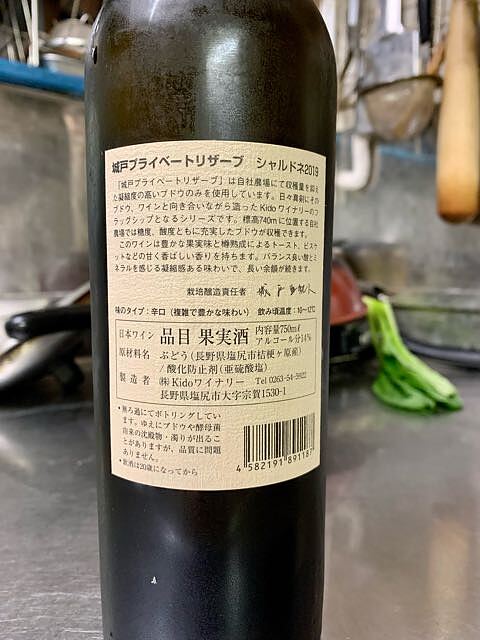 城戸プライベートリザーブ シャルドネ2019
「城戸プライベートリザーブ」は自社農場にて収穫量を抑え
た凝縮度の高いブドウのみを使用しています。日々真剣にその
ブドウ、ワインと向き合いながら造ったKidoワイナリーのフ
ラッグシップとなるシリーズです。標高740mに位置する自社
農場では糖度、酸度ともに充実したブドウが収穫できます。
このワインは豊かな果実味と樽熟成によるトースト、ビスケ
ットなどの甘く香ばしい香りを持ちます。バランス良い酸とミ
ネラルを感じる凝縮感ある味わいで、長い余韻が続きます。
栽培醸造責任者
味のタイプ:辛口(複雑で豊かな味わい) 飲み頃温度:10〜12℃
日本ワイン 品目 果実酒 内容量750mℓ アルコール分14%
原材料名 ぶどう(長野県塩尻市桔梗ヶ原産)
/酸化防止剤(亜硫酸塩)
製造者 ㈱Kidoワイナリー Tel 0263-54-5922
長野県塩尻市大字宗賀1530-1
・無ろ過にてボトリングしてい
ます。ゆえにブドウや酵母菌
由来の沈殿物・濁りが出るこ
とがありますが、品質に問題
ありません。
・飲酒は20歳になってから
4 582191 89118